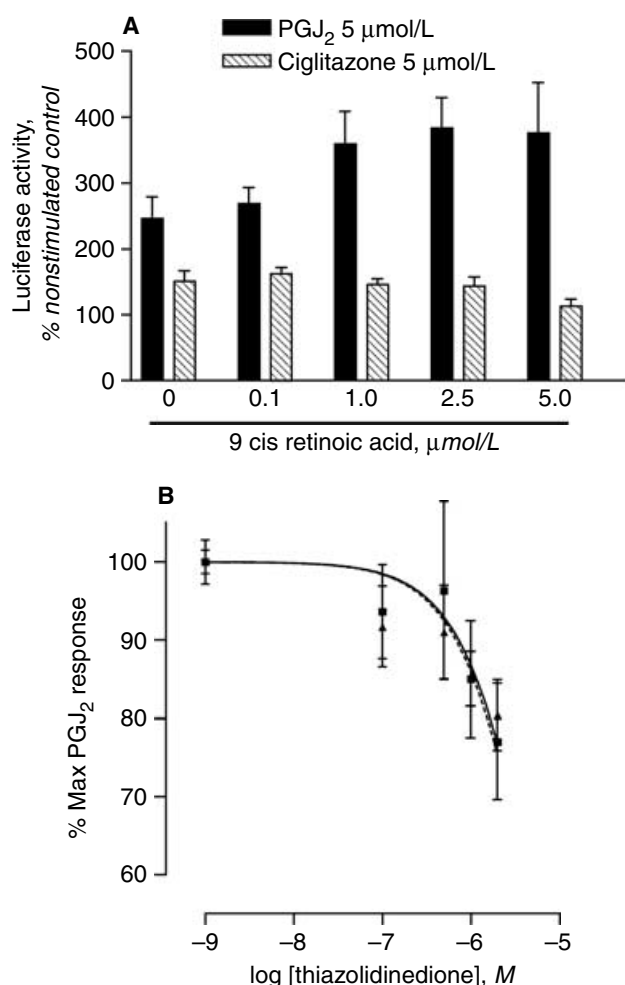 A
PGJ₂ 5 μmol/L
Ciglitazone 5 μmol/L
Luciferase activity,
% nonstimulated control
500
400
300
200
100
0
0 0.1 1.0 2.5 5.0
9 cis retinoic acid, μmol/L
B
% Max PGJ₂ response
100
90
80
70
60
–9 –8 –7 –6 –5
log [thiazolidinedione], M